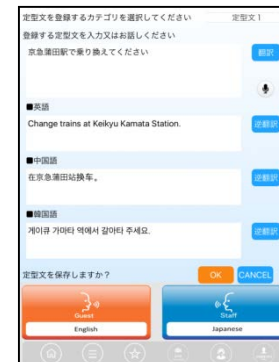 定型文を登録するカテゴリを選択してください 定型文1
登録する定型文を入力又はお話しください
京急蒲田駅で乗り換えてください
翻訳
■英語
Change trains at Keikyu Kamata Station.
逆翻訳
■中国語
在京急蒲田站换车。
逆翻訳
■韓国語
게이큐 가마타 역에서 갈아타 주세요.
逆翻訳
定型文を保存しますか？ OK CANCEL
Guest Staff
English Japanese